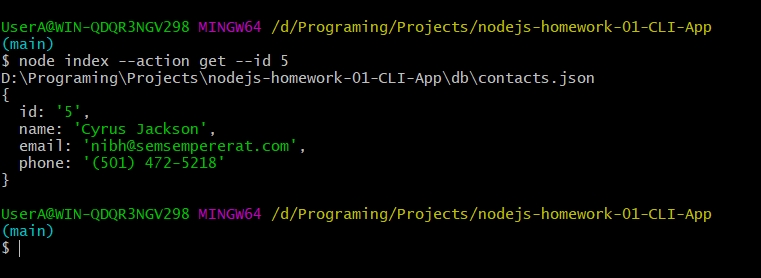 UserA@WIN-QDQR3NGV298 MINGW64 /d/Programing/Projects/nodejs-homework-01-CLI-App
(main)
$ node index --action get --id 5
D:\Programing\Projects\nodejs-homework-01-CLI-App\db\contacts.json
{
  id: '5',
  name: 'Cyrus Jackson',
  email: 'nibh@semsempererat.com',
  phone: '(501) 472-5218'
}
UserA@WIN-QDQR3NGV298 MINGW64 /d/Programing/Projects/nodejs-homework-01-CLI-App
(main)
$